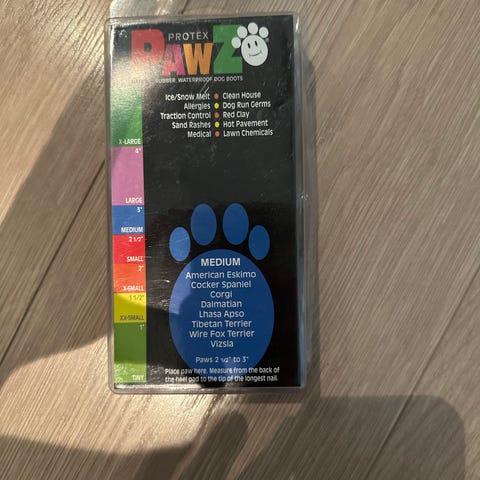 PROTEX
PAWZ
RUBBER WATERPROOF DOG BOOTS
Ice/Snow Melt • Clean House
Allergies • Dog Run Germs
Traction Control • Red Clay
Sand Rashes • Hot Pavement
Medical • Lawn Chemicals
X-LARGE
4"
LARGE
3"
MEDIUM
2 1/2"
SMALL
2"
X-SMALL
1 1/2"
XX-SMALL
1"
TINY
MEDIUM
American Eskimo
Cocker Spaniel
Corgi
Dalmatian
Lhasa Apso
Tibetan Terrier
Wire Fox Terrier
Vizsla
Paws 2 1/2" to 3"
Place paw here. Measure from the back of
the heel pad to the tip of the longest nail.